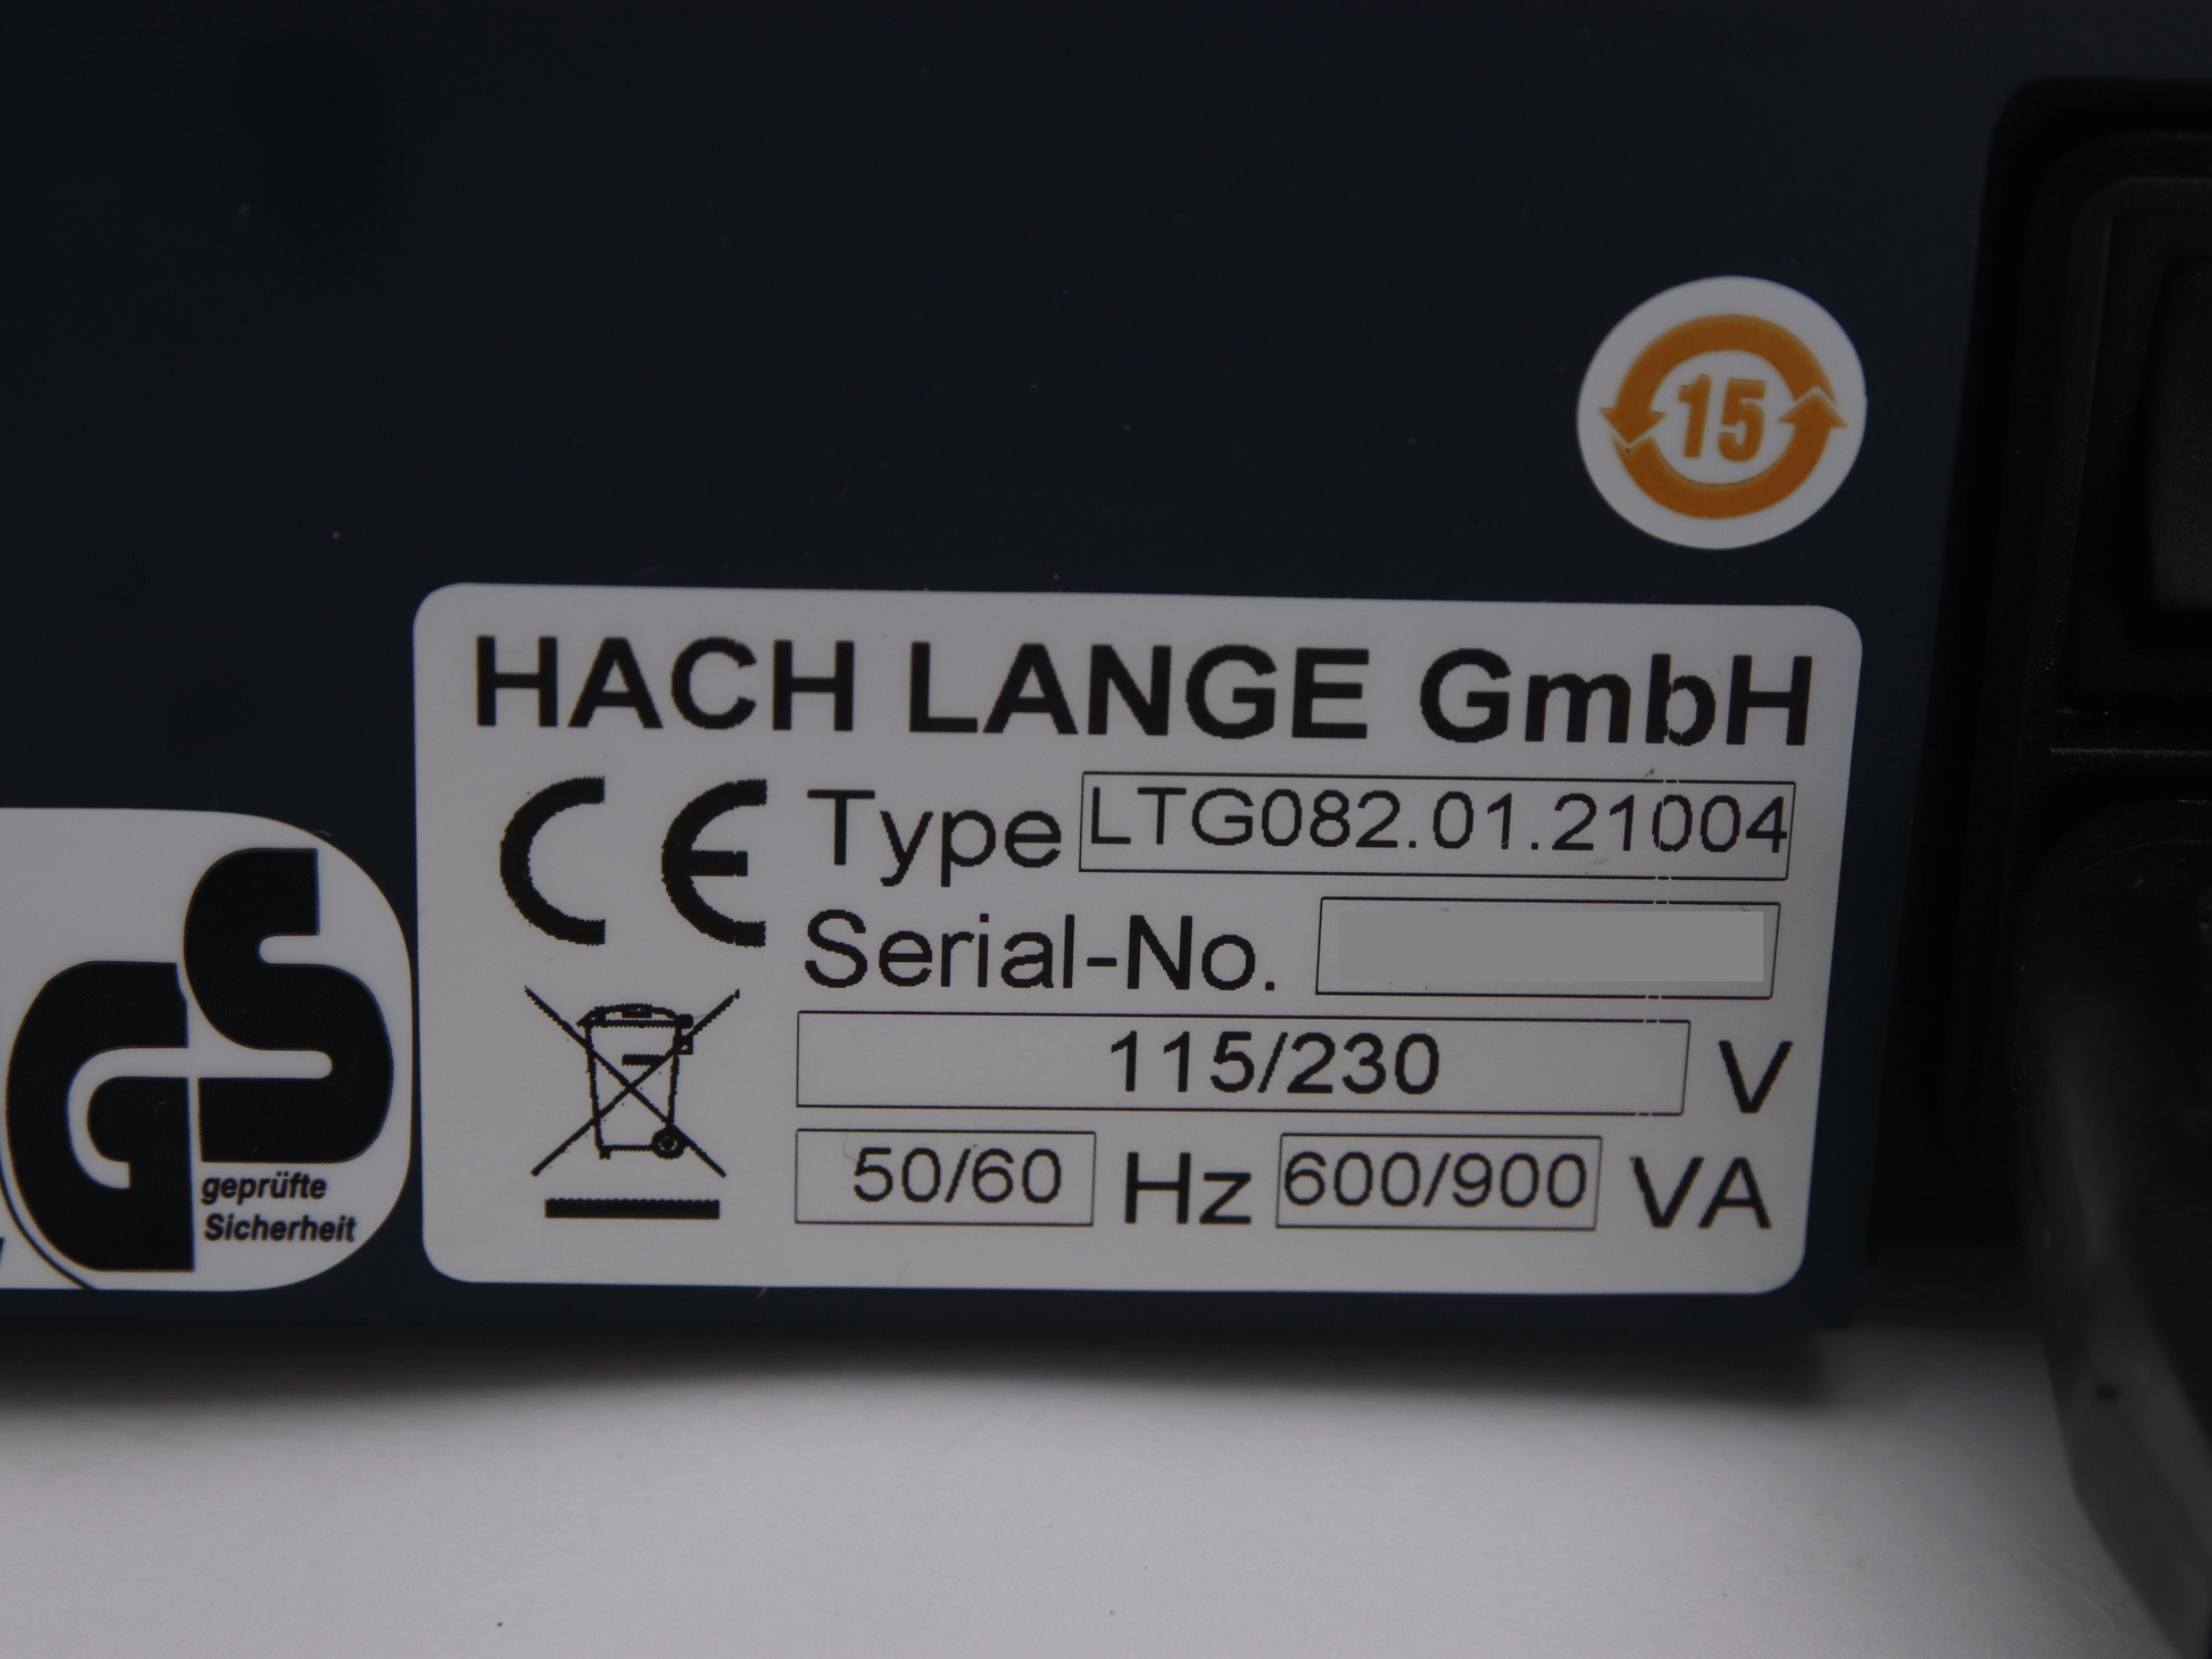 15
HACH LANGE GmbH
CE
Type LTG082.01.21004
Serial-No.
115/230 V
50/60 Hz 600/900 VA
GS
geprüfte
Sicherheit